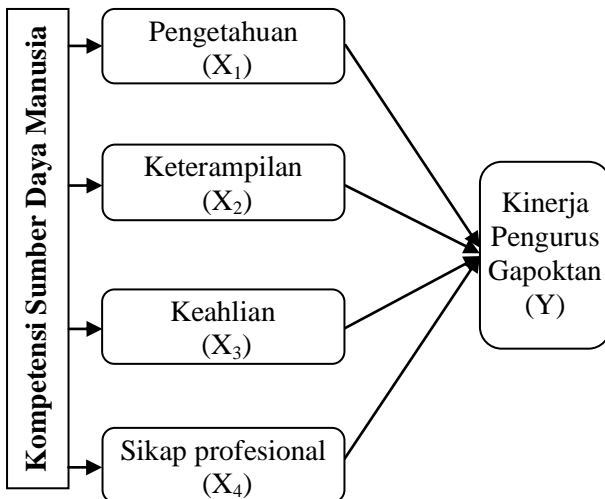 Kompetensi Sumber Daya Manusia
Pengetahuan
(X₁)
Keterampilan
(X₂)
Keahlian
(X₃)
Sikap profesional
(X₄)
Kinerja
Pengurus
Gapoktan
(Y)